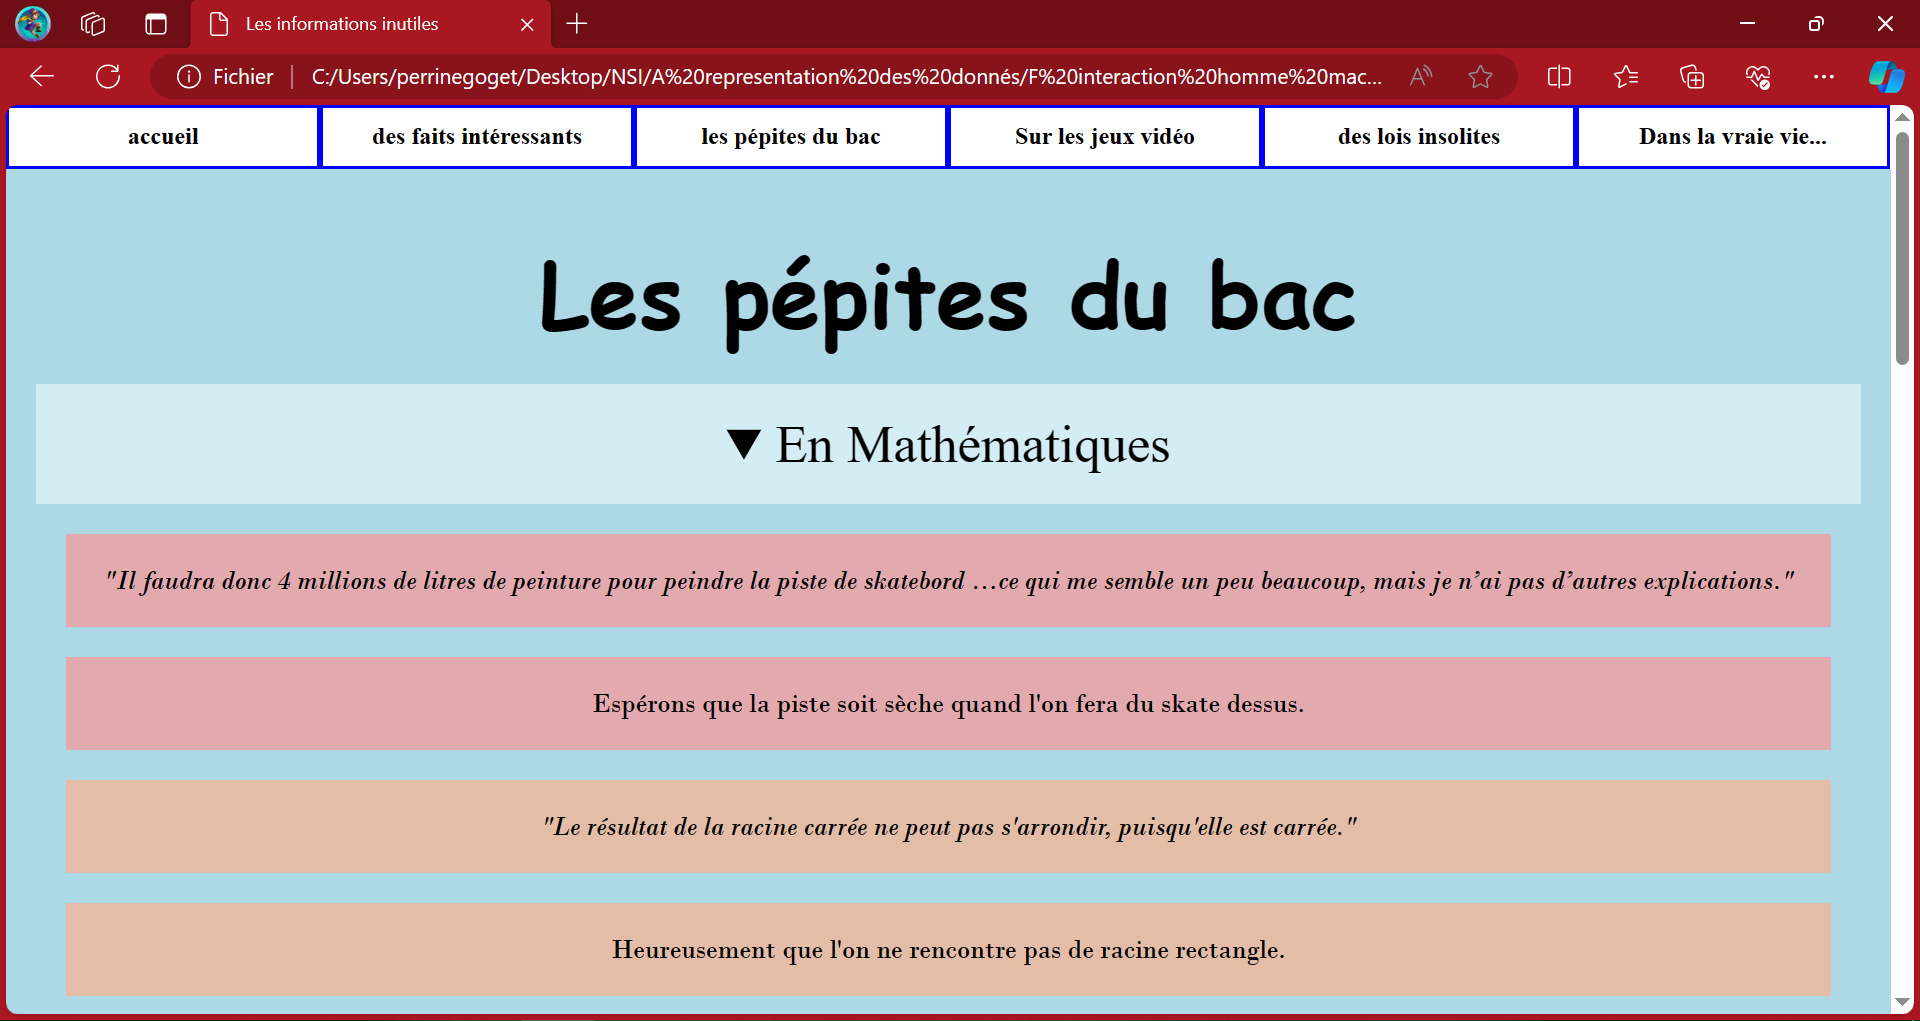 Les informations inutiles
Fichier
C:/Users/perrinegoget/Desktop/NSI/A%20representation%20des%20donnés/F%20interaction%20homme%20mac...
accueil
des faits intéressants
les pépites du bac
Sur les jeux vidéo
des lois insolites
Dans la vraie vie...
Les pépites du bac
▼ En Mathématiques
"Il faudra donc 4 millions de litres de peinture pour peindre la piste de skatebord …ce qui me semble un peu beaucoup, mais je n’ai pas d’autres explications."
Espérons que la piste soit sèche quand l'on fera du skate dessus.
"Le résultat de la racine carrée ne peut pas s'arrondir, puisqu'elle est carrée."
Heureusement que l'on ne rencontre pas de racine rectangle.